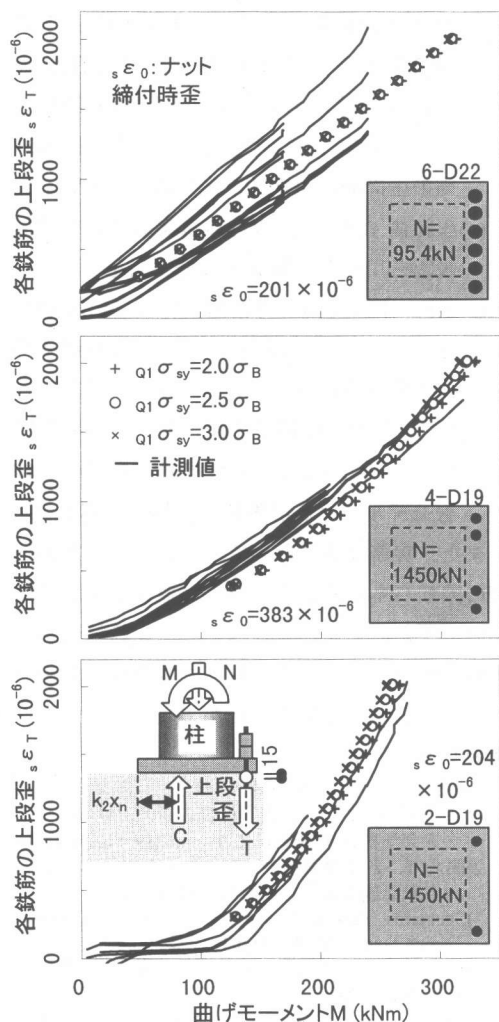 各鉄筋の上段歪 sεT (10-6)
2000
1000
0
sε0:ナット
締付時歪
sε0=201×10-6
6-D22
N=
95.4kN
各鉄筋の上段歪 sεT (10-6)
2000
1000
0
+ Q1σsy=2.0σB
○ Q1σsy=2.5σB
× Q1σsy=3.0σB
━ 計測値
sε0=383×10-6
4-D19
N=
1450kN
各鉄筋の上段歪 sεT (10-6)
2000
1000
0
M N
柱
15
上段
歪
k2xn
C
T
sε0=204
×10-6
2-D19
N=
1450kN
0 100 200 300
曲げモーメントM (kNm)